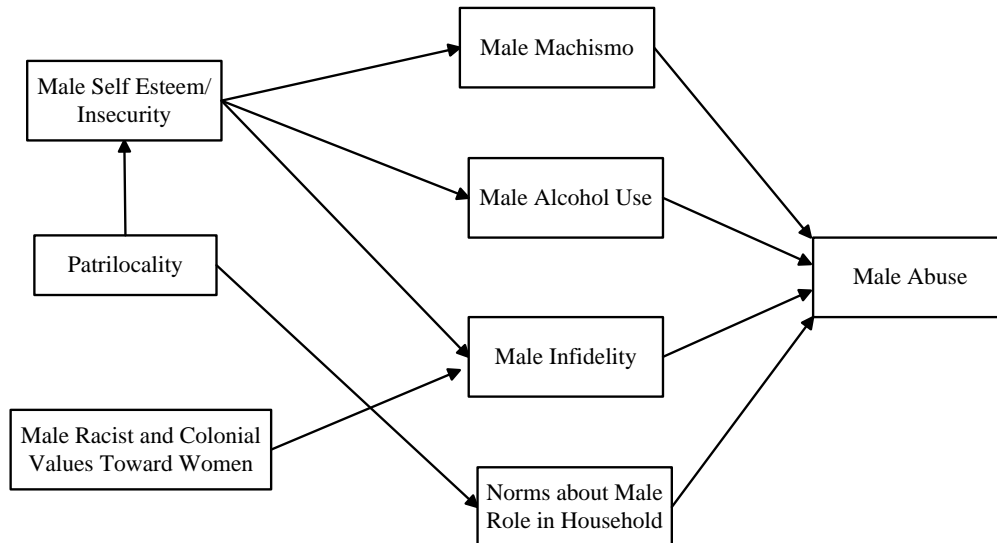 Male Machismo
Male Self Esteem/
Insecurity
Male Alcohol Use
Patrilocality
Male Abuse
Male Infidelity
Male Racist and Colonial
Values Toward Women
Norms about Male
Role in Household